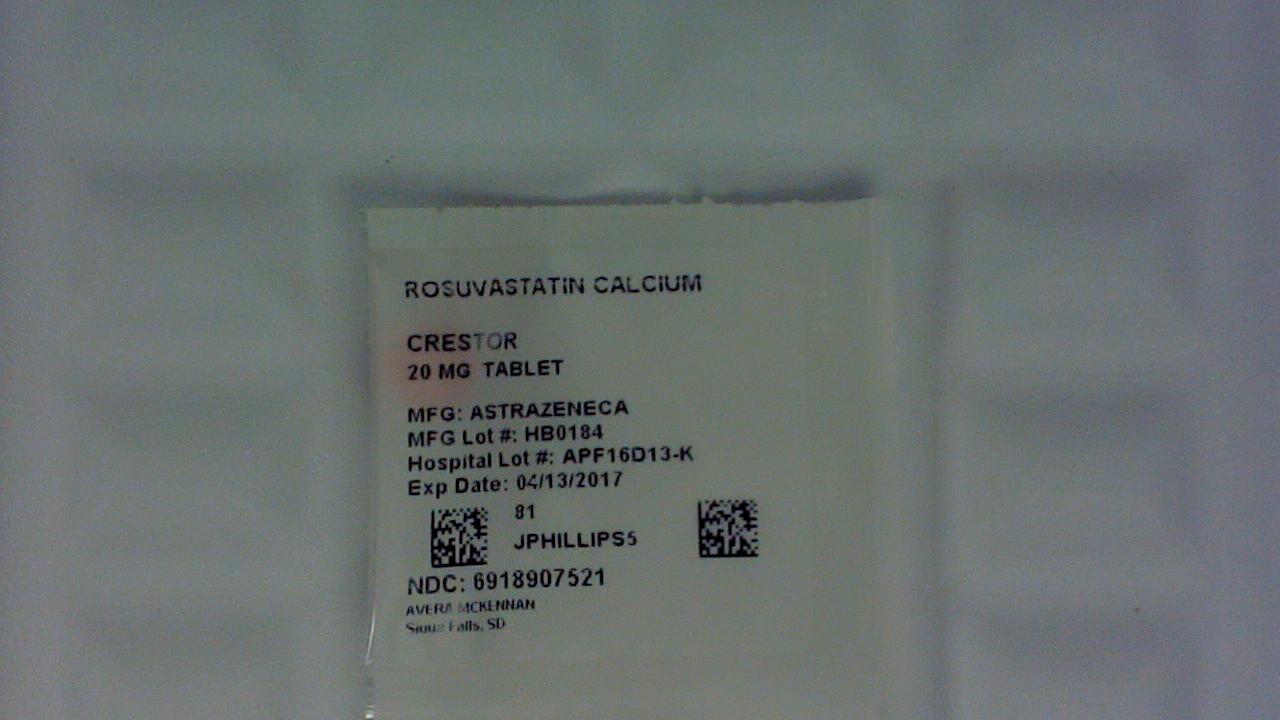 ROSUVASTATIN CALCIUM
CRESTOR
20 MG TABLET
MFG: ASTRAZENECA
MFG Lot #: HB0184
Hospital Lot #: APF16D13-K
Exp Date: 04/13/2017
81
JPHILLIPS5
NDC: 6918907521
AVERA MCKENNAN
Sioux Falls, SD